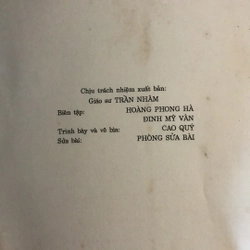 Chịu trách nhiệm xuất bản:
Giáo sư TRẦN NHÂM
Biên tập: HOÀNG PHONG HÀ
ĐINH MỸ VÂN
Trình bày và vẽ bìa: CAO QUÝ
Sửa bài: PHÒNG SỬA BÀI